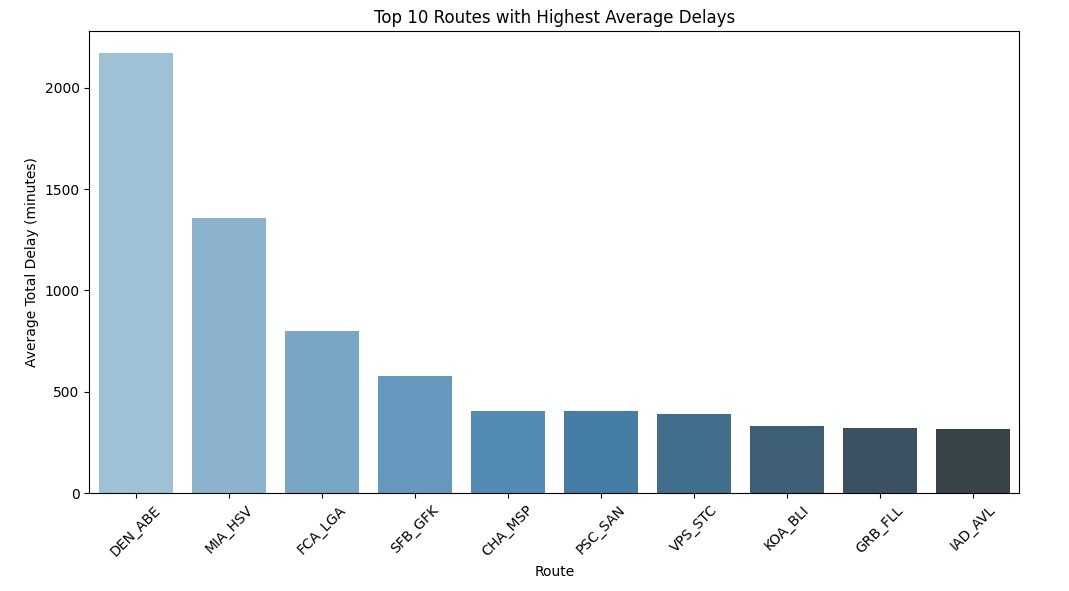 Top 10 Routes with Highest Average Delays
Average Total Delay (minutes)
2000
1500
1000
500
0
DEN_ABE
MIA_HSV
FCA_LGA
SFB_GFK
CHA_MSP
PSC_SAN
VPS_STC
KOA_BLI
GRB_FLL
IAD_AVL
Route